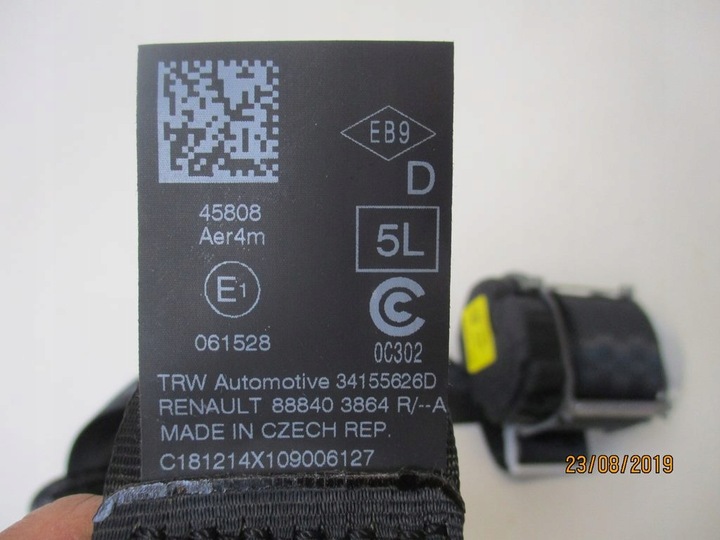 EB9
D
45808
Aer4m
5L
E1
061528
0C302
TRW Automotive 34155626D
RENAULT 88840 3864 R/--A
MADE IN CZECH REP.
C181214X109006127
23/08/2019